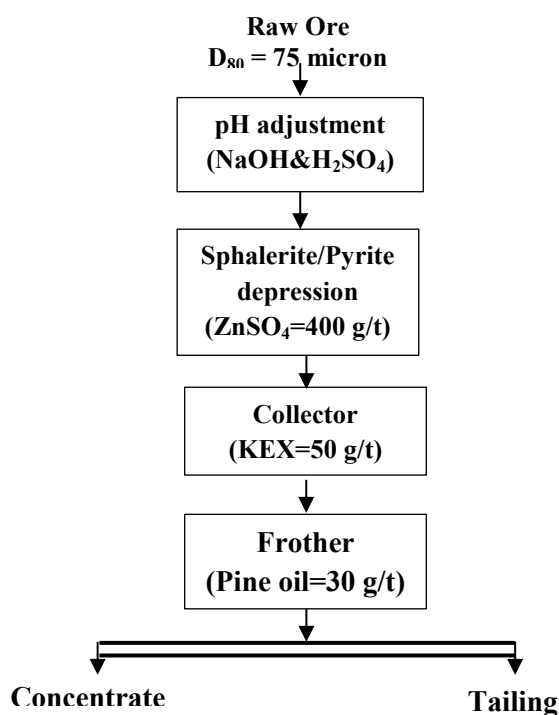 Raw Ore
D₈₀ = 75 micron
pH adjustment
(NaOH&H₂SO₄)
Sphalerite/Pyrite
depression
(ZnSO₄=400 g/t)
Collector
(KEX=50 g/t)
Frother
(Pine oil=30 g/t)
Concentrate
Tailing